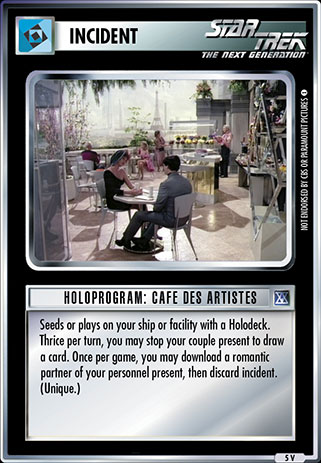 INCIDENT
STAR TREK
THE NEXT GENERATION
NOT ENDORSED BY CBS OR PARAMOUNT PICTURES
HOLOPROGRAM: CAFE DES ARTISTES
Seeds or plays on your ship or facility with a Holodeck.
Thrice per turn, you may stop your couple present to draw
a card. Once per game, you may download a romantic
partner of your personnel present, then discard incident.
(Unique.)
5 V